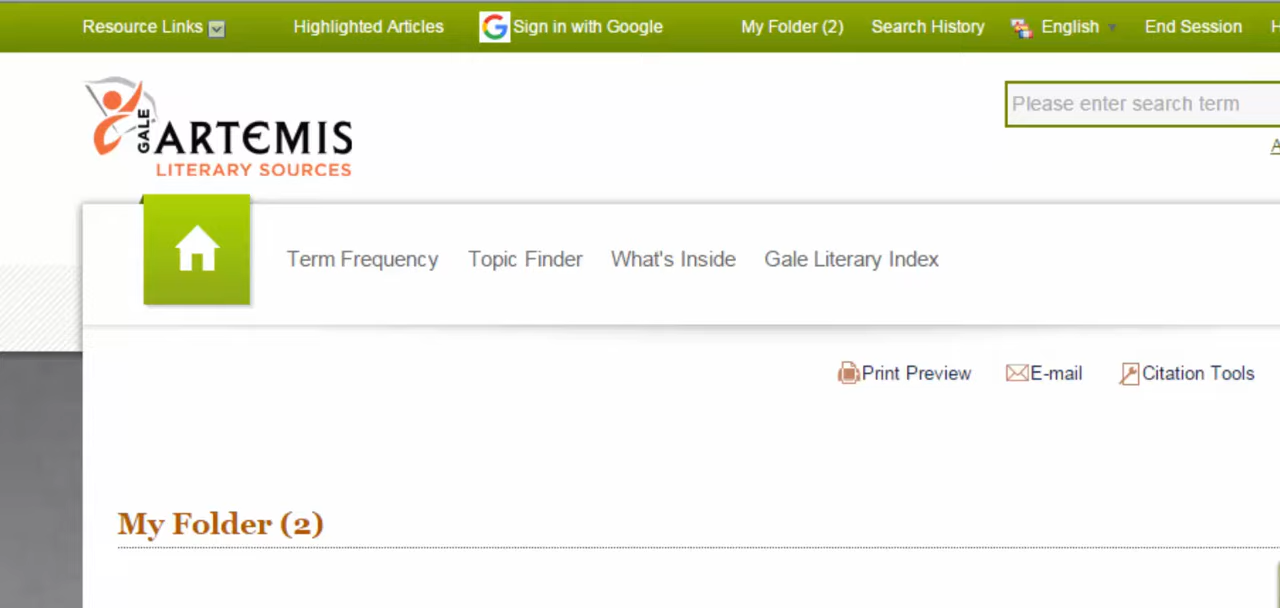 Resource Links Highlighted Articles Sign in with Google My Folder (2) Search History English End Session
GALE ARTEMIS
LITERARY SOURCES
Please enter search term
Term Frequency Topic Finder What's Inside Gale Literary Index
Print Preview E-mail Citation Tools
My Folder (2)